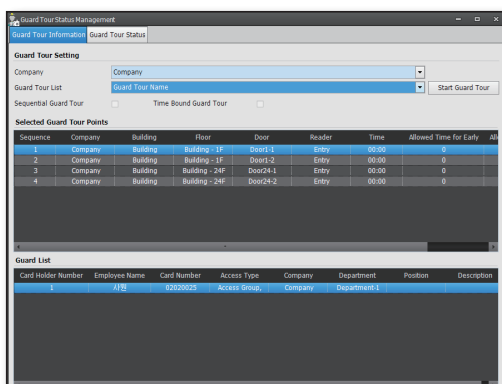 Guard Tour Status Management
Guard Tour Information Guard Tour Status
Guard Tour Setting
Company Company
Guard Tour List Guard Tour Name Start Guard Tour
Sequential Guard Tour Time Bound Guard Tour
Selected Guard Tour Points
Sequence Company Building Floor Door Reader Time Allowed Time for Early All
1 Company Building Building - 1F Door1-1 Entry 00:00 0
2 Company Building Building - 1F Door1-2 Entry 00:00 0
3 Company Building Building - 24F Door24-1 Entry 00:00 0
4 Company Building Building - 24F Door24-2 Entry 00:00 0
Guard List
Card Holder Number Employee Name Card Number Access Type Company Department Position Description
1 사원 02020025 Access Group, Company Department-1